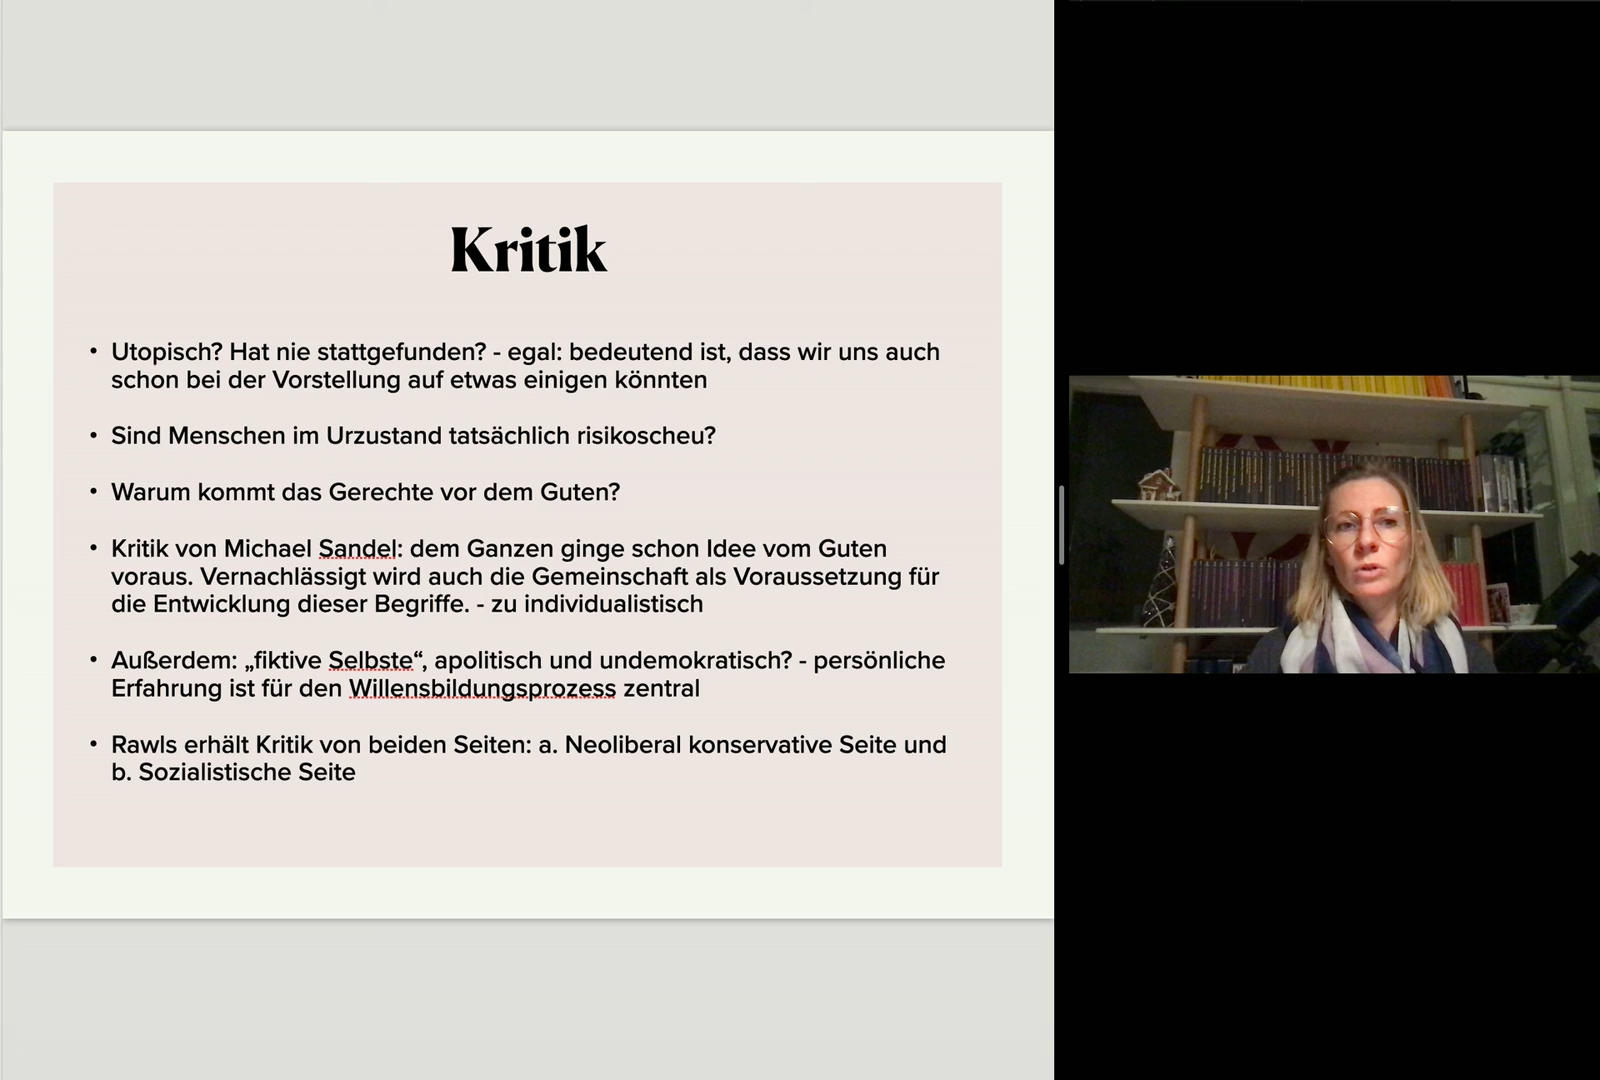 Kritik
• Utopisch? Hat nie stattgefunden? - egal: bedeutend ist, dass wir uns auch
schon bei der Vorstellung auf etwas einigen könnten
• Sind Menschen im Urzustand tatsächlich risikoscheu?
• Warum kommt das Gerechte vor dem Guten?
• Kritik von Michael Sandel: dem Ganzen ginge schon Idee vom Guten
voraus. Vernachlässigt wird auch die Gemeinschaft als Voraussetzung für
die Entwicklung dieser Begriffe. - zu individualistisch
• Außerdem: „fiktive Selbste“, apolitisch und undemokratisch? - persönliche
Erfahrung ist für den Willensbildungsprozess zentral
• Rawls erhält Kritik von beiden Seiten: a. Neoliberal konservative Seite und
b. Sozialistische Seite